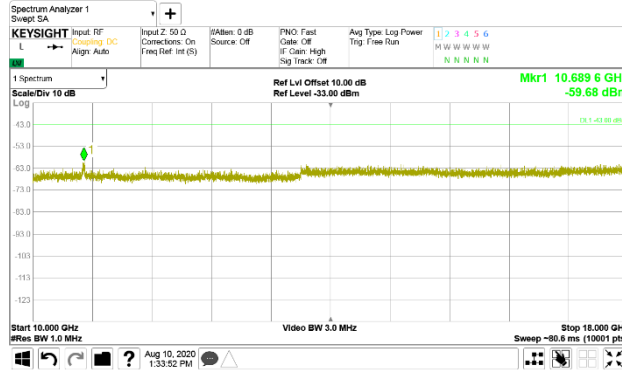 Spectrum Analyzer 1
Swept SA
+
KEYSIGHT Input: RF Input Z: 50 Ω #Atten: 0 dB PNO: Fast Avg Type: Log Power 1 2 3 4 5 6
L Coupling: DC Corrections: On Source: Off Gate: Off Trig: Free Run M W W W W W
Align: Auto Freq Ref: Int (S) IF Gain: High N N N N N
Sig Track: Off
1 Spectrum
Ref Lvl Offset 10.00 dB Mkr1 10.689 6 GH
Scale/Div 10 dB Ref Level -33.00 dBm -59.68 dBr
Log
-43.0
-53.0
1
-63.0
-73.0
-83.0
-93.0
-103
-113
-123
Start 10.000 GHz Video BW 3.0 MHz Stop 18.000 GH
#Res BW 1.0 MHz Sweep ~80.6 ms (10001 pt
? Aug 10, 2020
1:33:52 PM